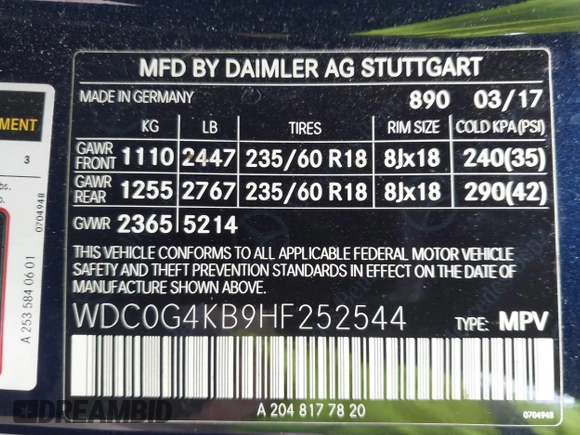 MFD BY DAIMLER AG STUTTGART
MADE IN GERMANY 890 03/17
KG LB TIRES RIM SIZE COLD KPA(PSI)
GAWR FRONT 1110 2447 235/60 R18 8Jx18 240(35)
GAWR REAR 1255 2767 235/60 R18 8Jx18 290(42)
GVWR 2365 5214
THIS VEHICLE CONFORMS TO ALL APPLICABLE FEDERAL MOTOR VEHICLE
SAFETY AND THEFT PREVENTION STANDARDS IN EFFECT ON THE DATE OF
MANUFACTURE SHOWN ABOVE.
WDC0G4KB9HF252544 TYPE: MPV
A 204 817 78 20
0704948
MENT
3
0704948
A 253 584 06 01
DREAMBID